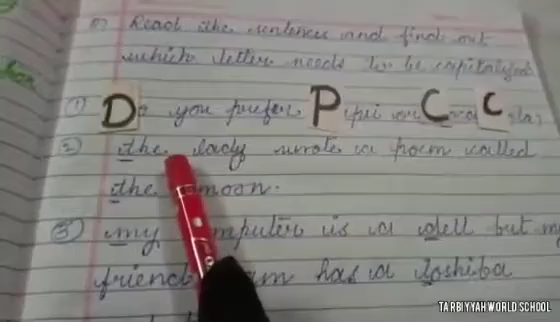 Read the sentences and find out
which letter needs to be capitalized
① Do you prefer Pepsi or Coca Cola?
② the lady wrote a poem called
the moon.
③ my computer is a dell but my
friend has a toshiba
TARBIYYAH WORLD SCHOOL